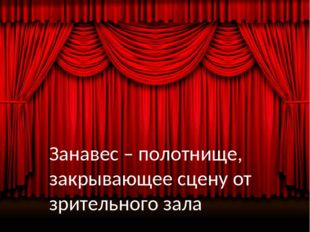 Занавес – полотнище,
закрывающее сцену от
зрительного зала